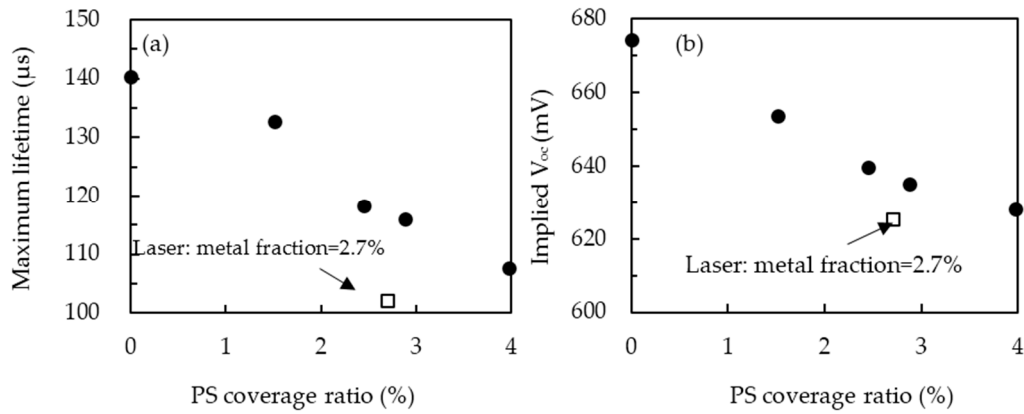 (a)
Maximum lifetime (μs)
150
140
130
120
110
100
Laser: metal fraction=2.7%
0 1 2 3 4
PS coverage ratio (%)
(b)
Implied Voc (mV)
680
660
640
620
600
Laser: metal fraction=2.7%
0 1 2 3 4
PS coverage ratio (%)